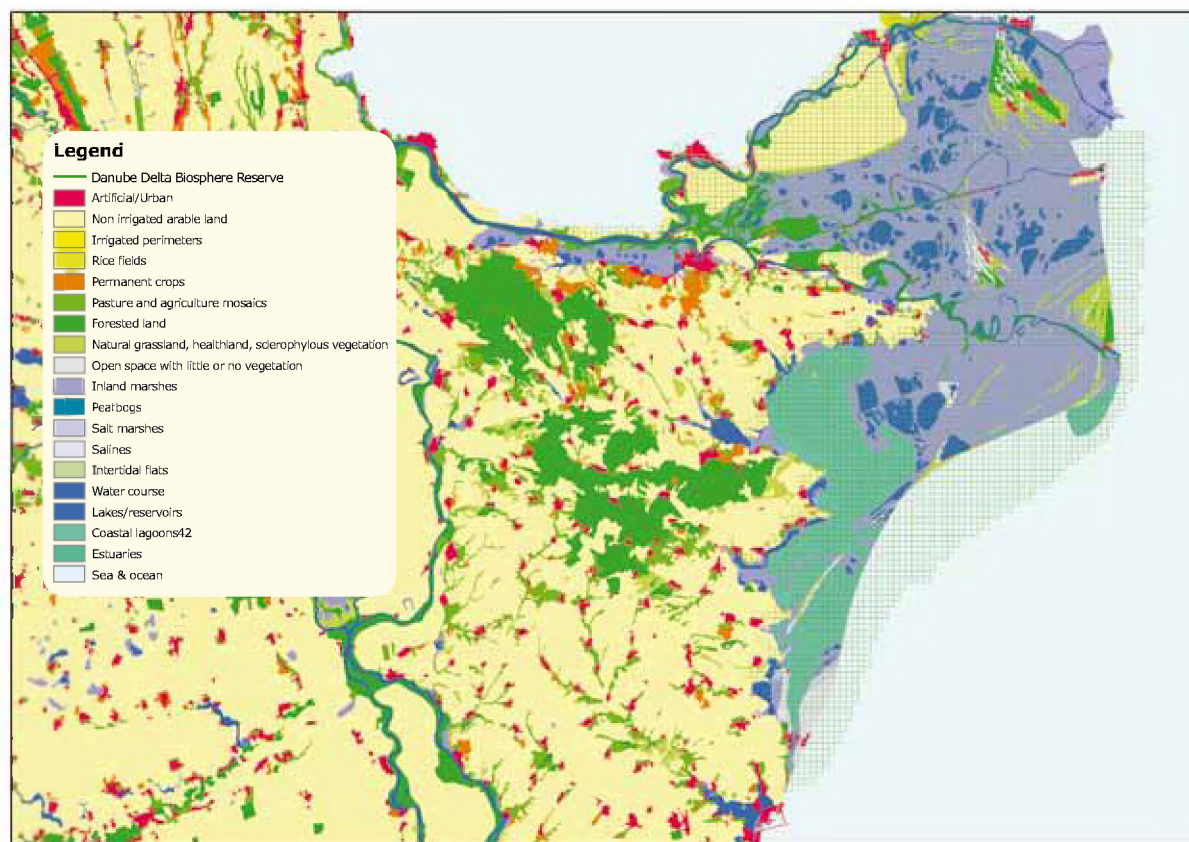 Legend
Danube Delta Biosphere Reserve
Artificial/Urban
Non irrigated arable land
Irrigated perimeters
Rice fields
Permanent crops
Pasture and agriculture mosaics
Forested land
Natural grassland, healthland, sclerophylous vegetation
Open space with little or no vegetation
Inland marshes
Peatbogs
Salt marshes
Salines
Intertidal flats
Water course
Lakes/reservoirs
Coastal lagoons42
Estuaries
Sea & ocean